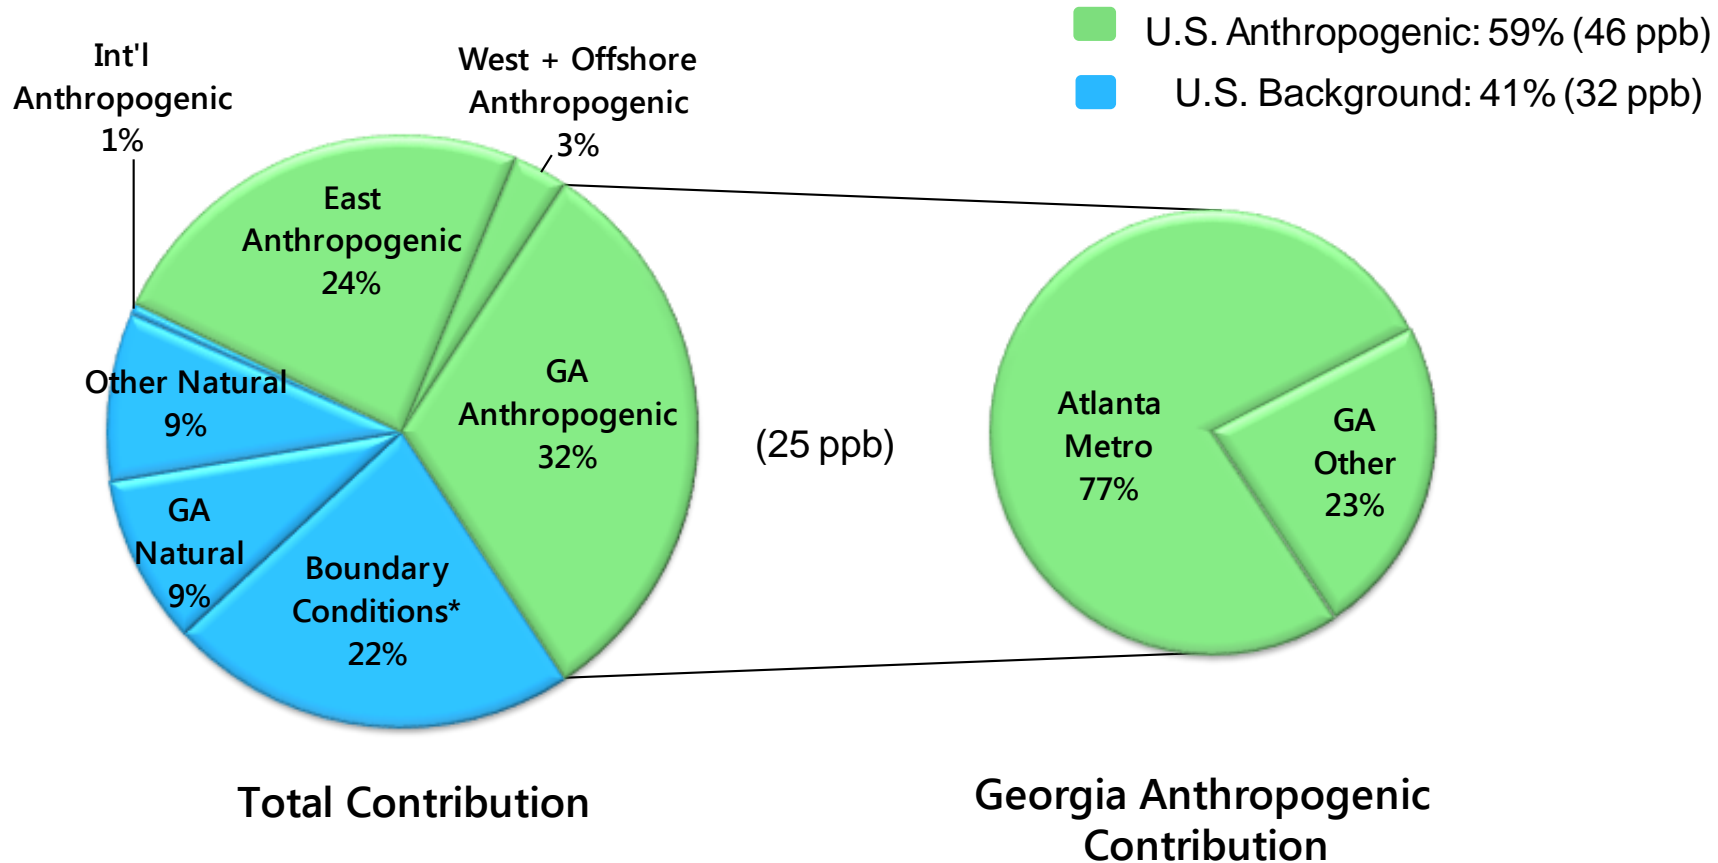 U.S. Anthropogenic: 59% (46 ppb)
U.S. Background: 41% (32 ppb)
Int'l
Anthropogenic
1%
West + Offshore
Anthropogenic
3%
East
Anthropogenic
24%
Other Natural
9%
GA
Anthropogenic
32%
GA
Natural
9%
Boundary
Conditions*
22%
(25 ppb)
Atlanta
Metro
77%
GA
Other
23%
Total Contribution
Georgia Anthropogenic
Contribution